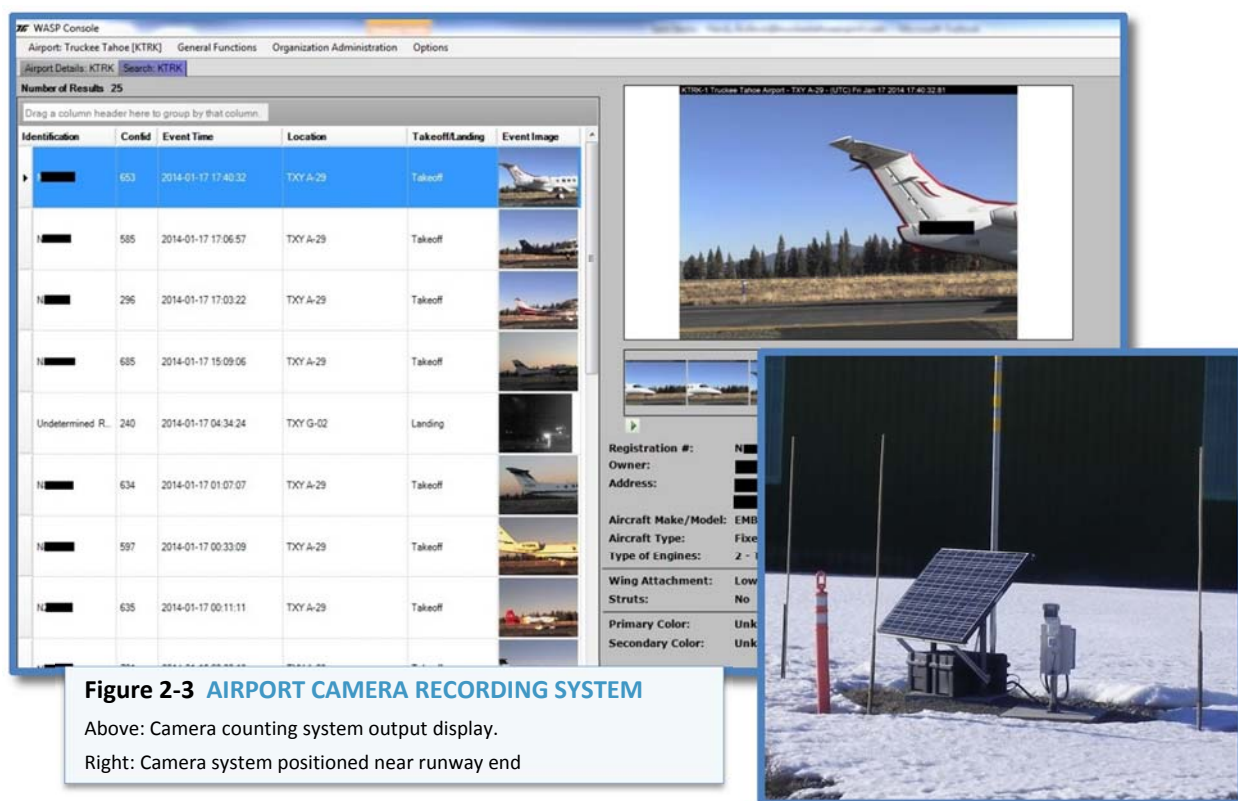 WASP Console
Airport: Truckee Tahoe [KTRK] General Functions Organization Administration Options
Airport Details: KTRK Search: KTRK
Number of Results 25
Drag a column header here to group by that column.
Identification Confid Event Time Location Takeoff/Landing Event Image
653 2014-01-17 17:40:32 TXY A-29 Takeoff
N 585 2014-01-17 17:06:57 TXY A-29 Takeoff
N 296 2014-01-17 17:03:22 TXY A-29 Takeoff
N 685 2014-01-17 15:09:06 TXY A-29 Takeoff
Undetermined R... 240 2014-01-17 04:34:24 TXY G-02 Landing
N 634 2014-01-17 01:07:07 TXY A-29 Takeoff
N 597 2014-01-17 00:33:09 TXY A-29 Takeoff
N 635 2014-01-17 00:11:11 TXY A-29 Takeoff
KTRK-1 Truckee Tahoe Airport - TXY A-29 - (UTC) Fri Jan 17 2014 17:40:32.81
Registration #: N
Owner:
Address:
Aircraft Make/Model: EMB
Aircraft Type: Fixe
Type of Engines: 2 - T
Wing Attachment: Low
Struts: No
Primary Color: Unk
Secondary Color: Unk
Figure 2-3 AIRPORT CAMERA RECORDING SYSTEM
Above: Camera counting system output display.
Right: Camera system positioned near runway end